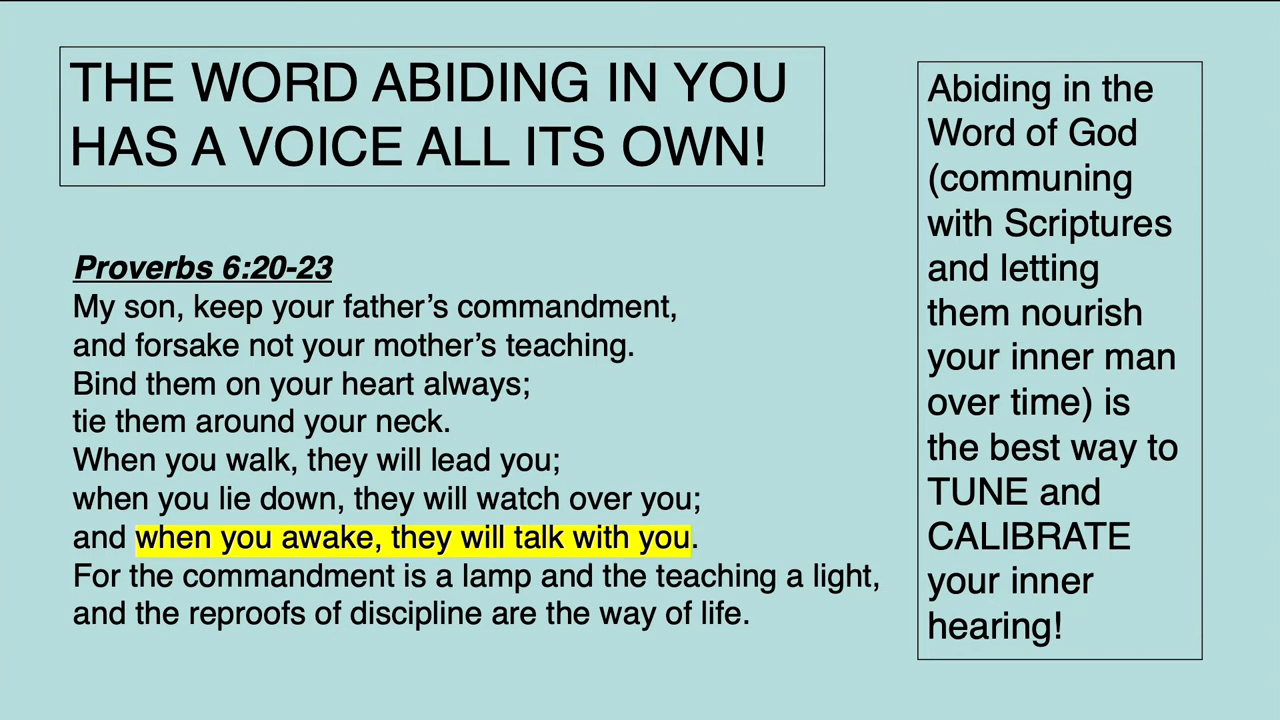 THE WORD ABIDING IN YOU
HAS A VOICE ALL ITS OWN!
Proverbs 6:20-23
My son, keep your father’s commandment,
and forsake not your mother’s teaching.
Bind them on your heart always;
tie them around your neck.
When you walk, they will lead you;
when you lie down, they will watch over you;
and when you awake, they will talk with you.
For the commandment is a lamp and the teaching a light,
and the reproofs of discipline are the way of life.
Abiding in the
Word of God
(communing
with Scriptures
and letting
them nourish
your inner man
over time) is
the best way to
TUNE and
CALIBRATE
your inner
hearing!